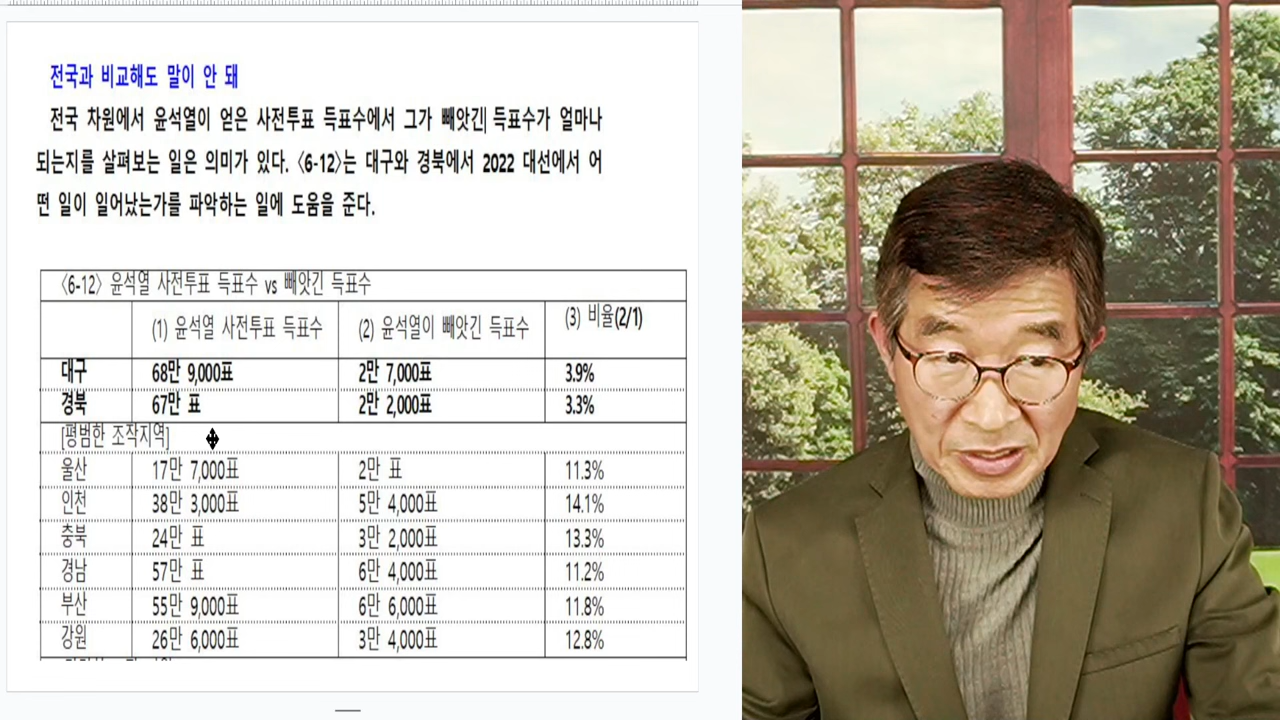 전국과 비교해도 말이 안 돼
전국 차원에서 윤석열이 얻은 사전투표 득표수에서 그가 빼앗긴 득표수가 얼마나
되는지를 살펴보는 일은 의미가 있다. 〈6-12〉는 대구와 경북에서 2022 대선에서 어
떤 일이 일어났는가를 파악하는 일에 도움을 준다.
〈6-12〉 윤석열 사전투표 득표수 vs 빼앗긴 득표수
(1) 윤석열 사전투표 득표수 (2) 윤석열이 빼앗긴 득표수 (3) 비율(2/1)
대구 68만 9,000표 2만 7,000표 3.9%
경북 67만 표 2만 2,000표 3.3%
[평범한 조작지역]
울산 17만 7,000표 2만 표 11.3%
인천 38만 3,000표 5만 4,000표 14.1%
충북 24만 표 3만 2,000표 13.3%
경남 57만 표 6만 4,000표 11.2%
부산 55만 9,000표 6만 6,000표 11.8%
강원 26만 6,000표 3만 4,000표 12.8%